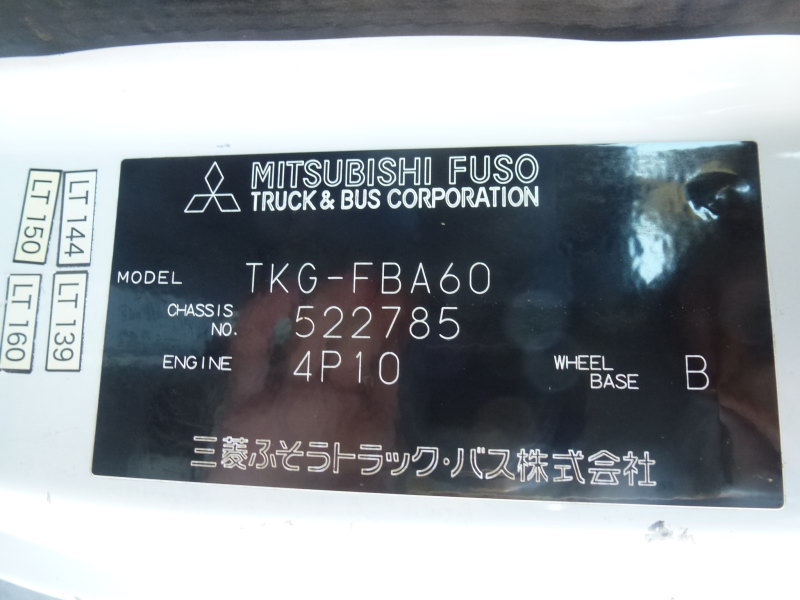 MITSUBISHI FUSO
TRUCK & BUS CORPORATION
MODEL TKG-FBA60
CHASSIS NO. 522785
ENGINE 4P10
WHEEL BASE B
三菱ふそうトラック・バス株式会社
LT 150
LT 144
LT 160
LT 139